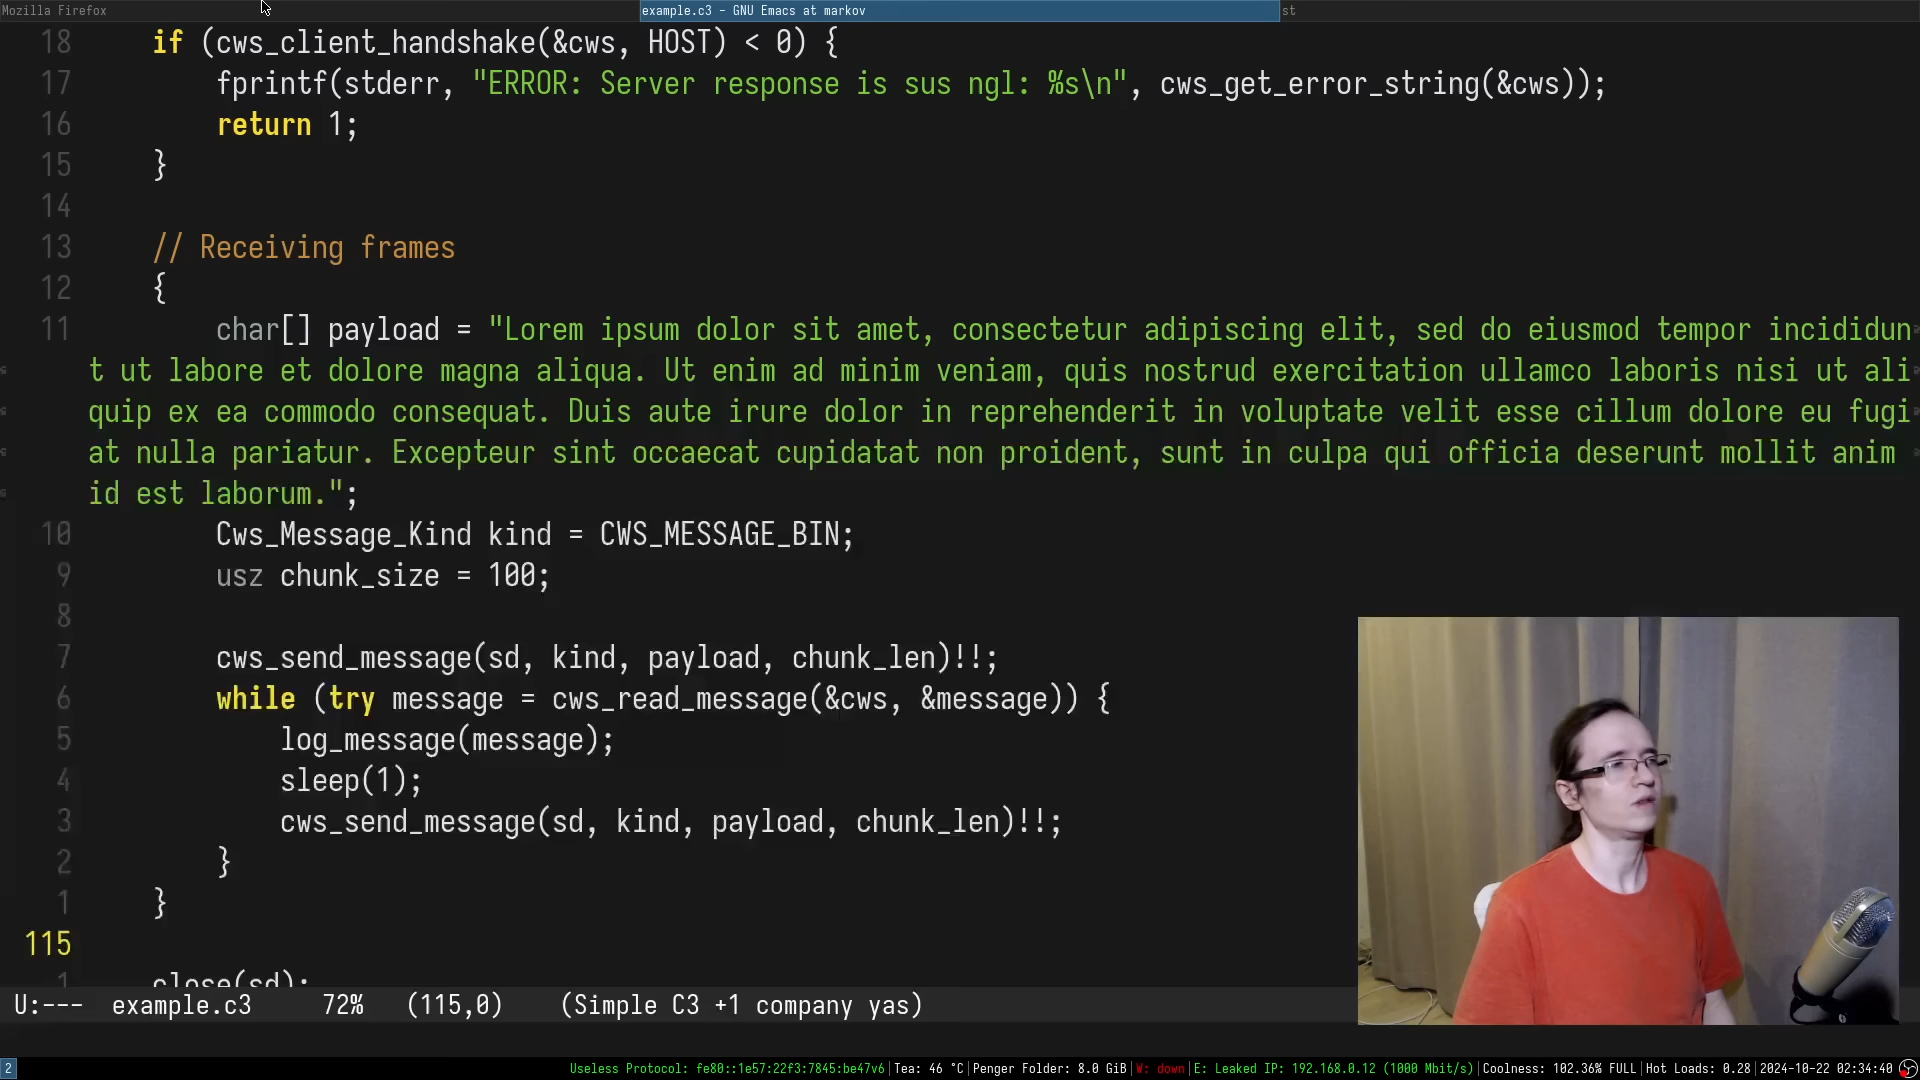 Mozilla Firefox
example.c3 - GNU Emacs at markov
st
18 if (cws_client_handshake(&cws, HOST) < 0) {
17 fprintf(stderr, "ERROR: Server response is sus ngl: %s\n", cws_get_error_string(&cws));
16 return 1;
15 }
14
13 // Receiving frames
12 {
11 char[] payload = "Lorem ipsum dolor sit amet, consectetur adipiscing elit, sed do eiusmod tempor incididun
t ut labore et dolore magna aliqua. Ut enim ad minim veniam, quis nostrud exercitation ullamco laboris nisi ut ali
quip ex ea commodo consequat. Duis aute irure dolor in reprehenderit in voluptate velit esse cillum dolore eu fugi
at nulla pariatur. Excepteur sint occaecat cupidatat non proident, sunt in culpa qui officia deserunt mollit anim
id est laborum.";
10 Cws_Message_Kind kind = CWS_MESSAGE_BIN;
9 usz chunk_size = 100;
8
7 cws_send_message(sd, kind, payload, chunk_len)!!;
6 while (try message = cws_read_message(&cws, &message)) {
5 log_message(message);
4 sleep(1);
3 cws_send_message(sd, kind, payload, chunk_len)!!;
2 }
1 }
115
1 close(sd);
U:--- example.c3 72% (115,0) (Simple C3 +1 company yas)
2 Useless Protocol: fe80::1e57:22f3:7845:be47v6|Tea: 46 °C|Penger Folder: 8.0 GiB|W: down|E: Leaked IP: 192.168.0.12 (1000 Mbit/s)|Coolness: 102.36% FULL|Hot Loads: 0.28|2024-10-22 02:34:40